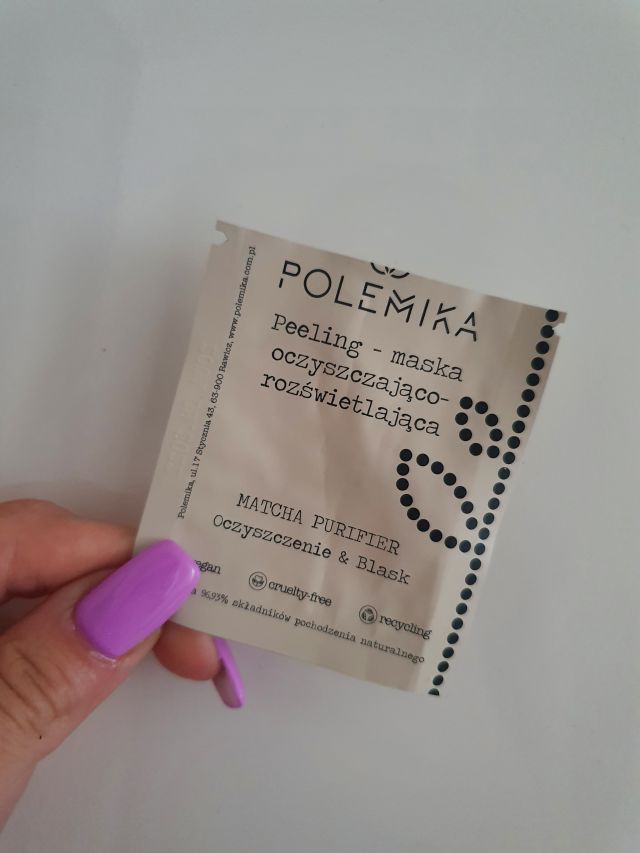 POLEMIKA
Peeling - maska
oczyszczająco-
rozświetlająca
MATCHA PURIFIER
Oczyszczenie & Blask
cruelty-free
recycling
96,93% składników pochodzenia naturalnego
Polemika, ul.17 Stycznia 43, 63-900 Rawicz, www.polemika.com.pl